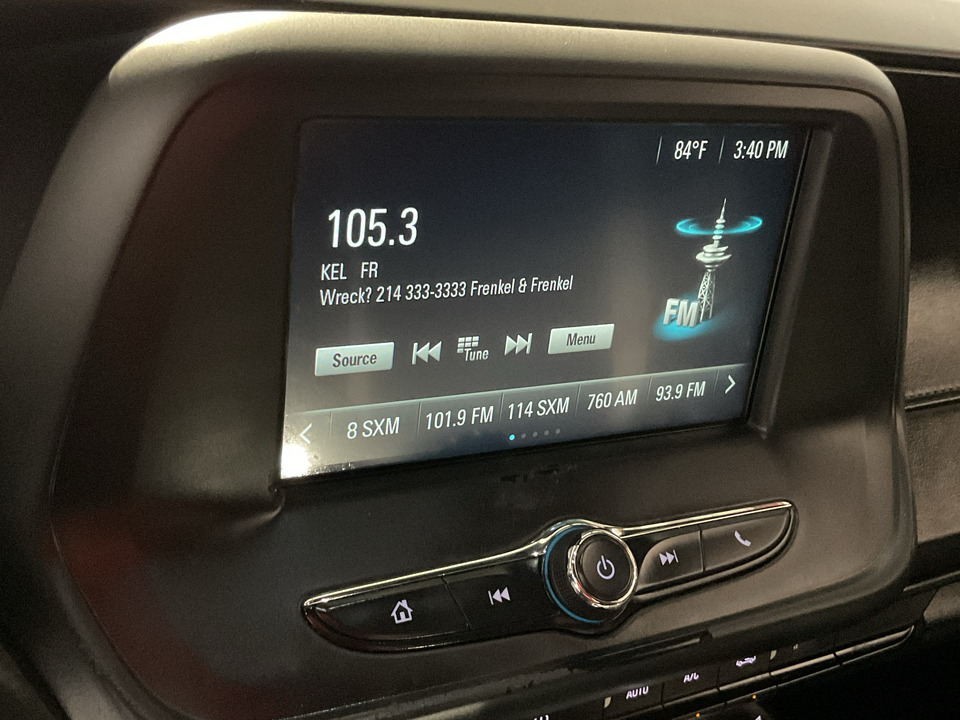 84°F 3:40 PM
105.3
KEL FR
Wreck? 214 333-3333 Frenkel & Frenkel
FM
Source Tune Menu
8 SXM 101.9 FM 114 SXM 760 AM 93.9 FM
AUTO A/C